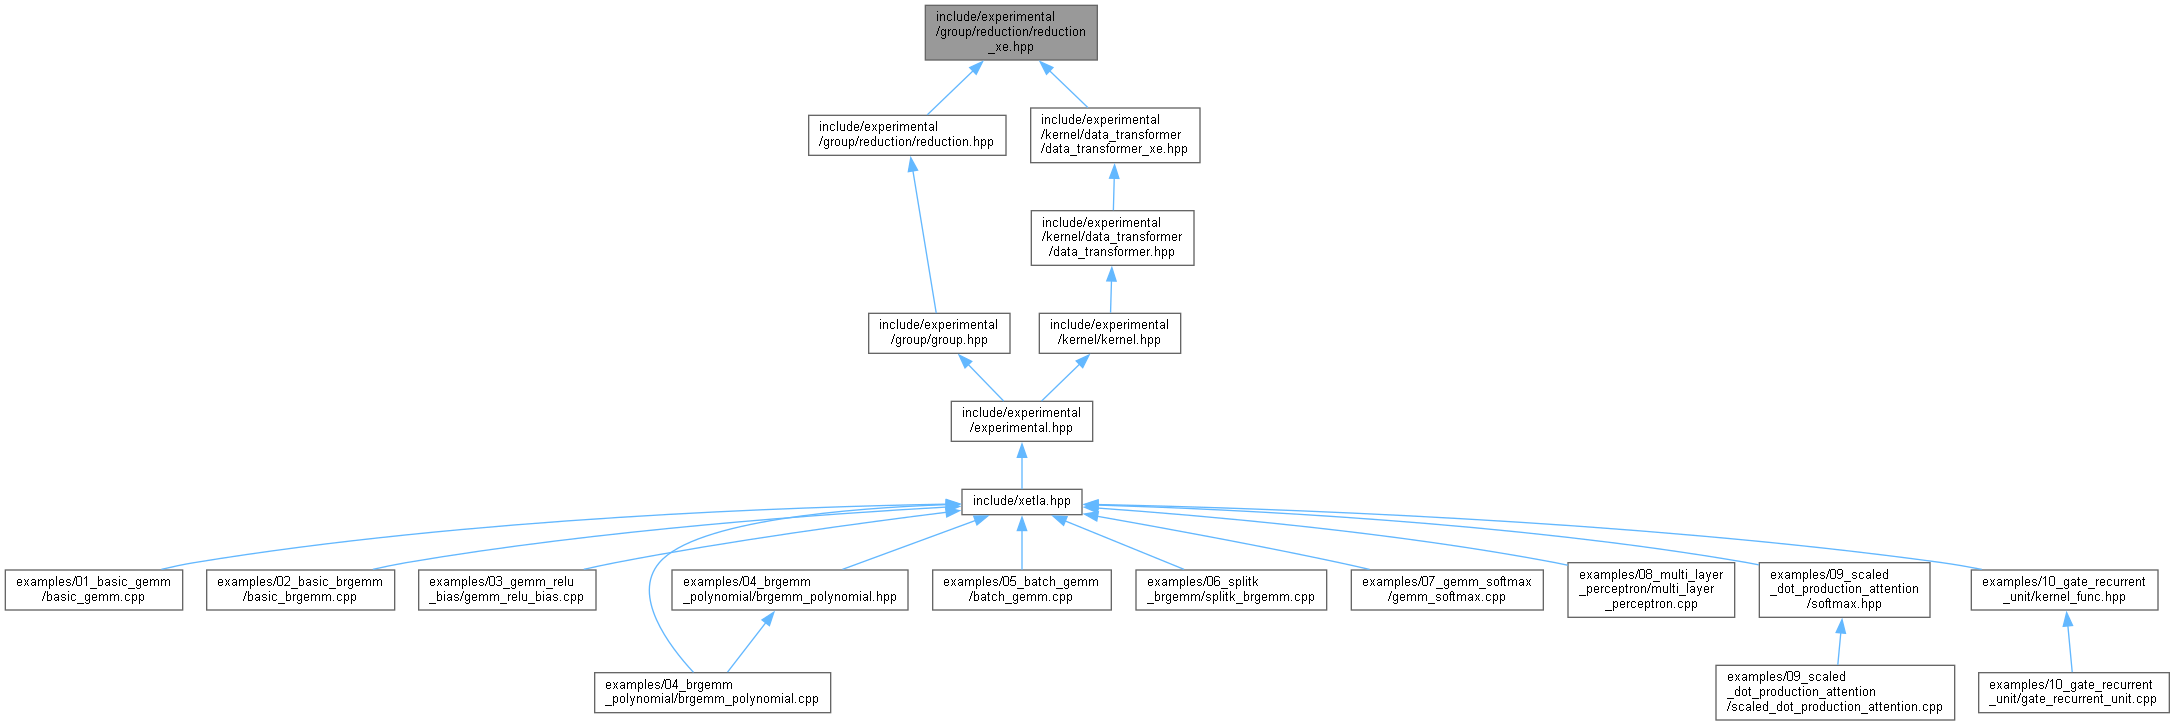 include/experimental
/group/reduction/reduction
_xe.hpp
include/experimental
/group/reduction/reduction.hpp
include/experimental
/kernel/data_transformer
/data_transformer_xe.hpp
include/experimental
/kernel/data_transformer
/data_transformer.hpp
include/experimental
/group/group.hpp
include/experimental
/kernel/kernel.hpp
include/experimental
/experimental.hpp
include/xetla.hpp
examples/01_basic_gemm
/basic_gemm.cpp
examples/02_basic_brgemm
/basic_brgemm.cpp
examples/03_gemm_relu
_bias/gemm_relu_bias.cpp
examples/04_brgemm
_polynomial/brgemm_polynomial.hpp
examples/05_batch_gemm
/batch_gemm.cpp
examples/06_splitk
_brgemm/splitk_brgemm.cpp
examples/07_gemm_softmax
/gemm_softmax.cpp
examples/08_multi_layer
_perceptron/multi_layer
_perceptron.cpp
examples/09_scaled
_dot_production_attention
/softmax.hpp
examples/10_gate_recurrent
_unit/kernel_func.hpp
examples/04_brgemm
_polynomial/brgemm_polynomial.cpp
examples/09_scaled
_dot_production_attention
/scaled_dot_production_attention.cpp
examples/10_gate_recurrent
_unit/gate_recurrent_unit.cpp